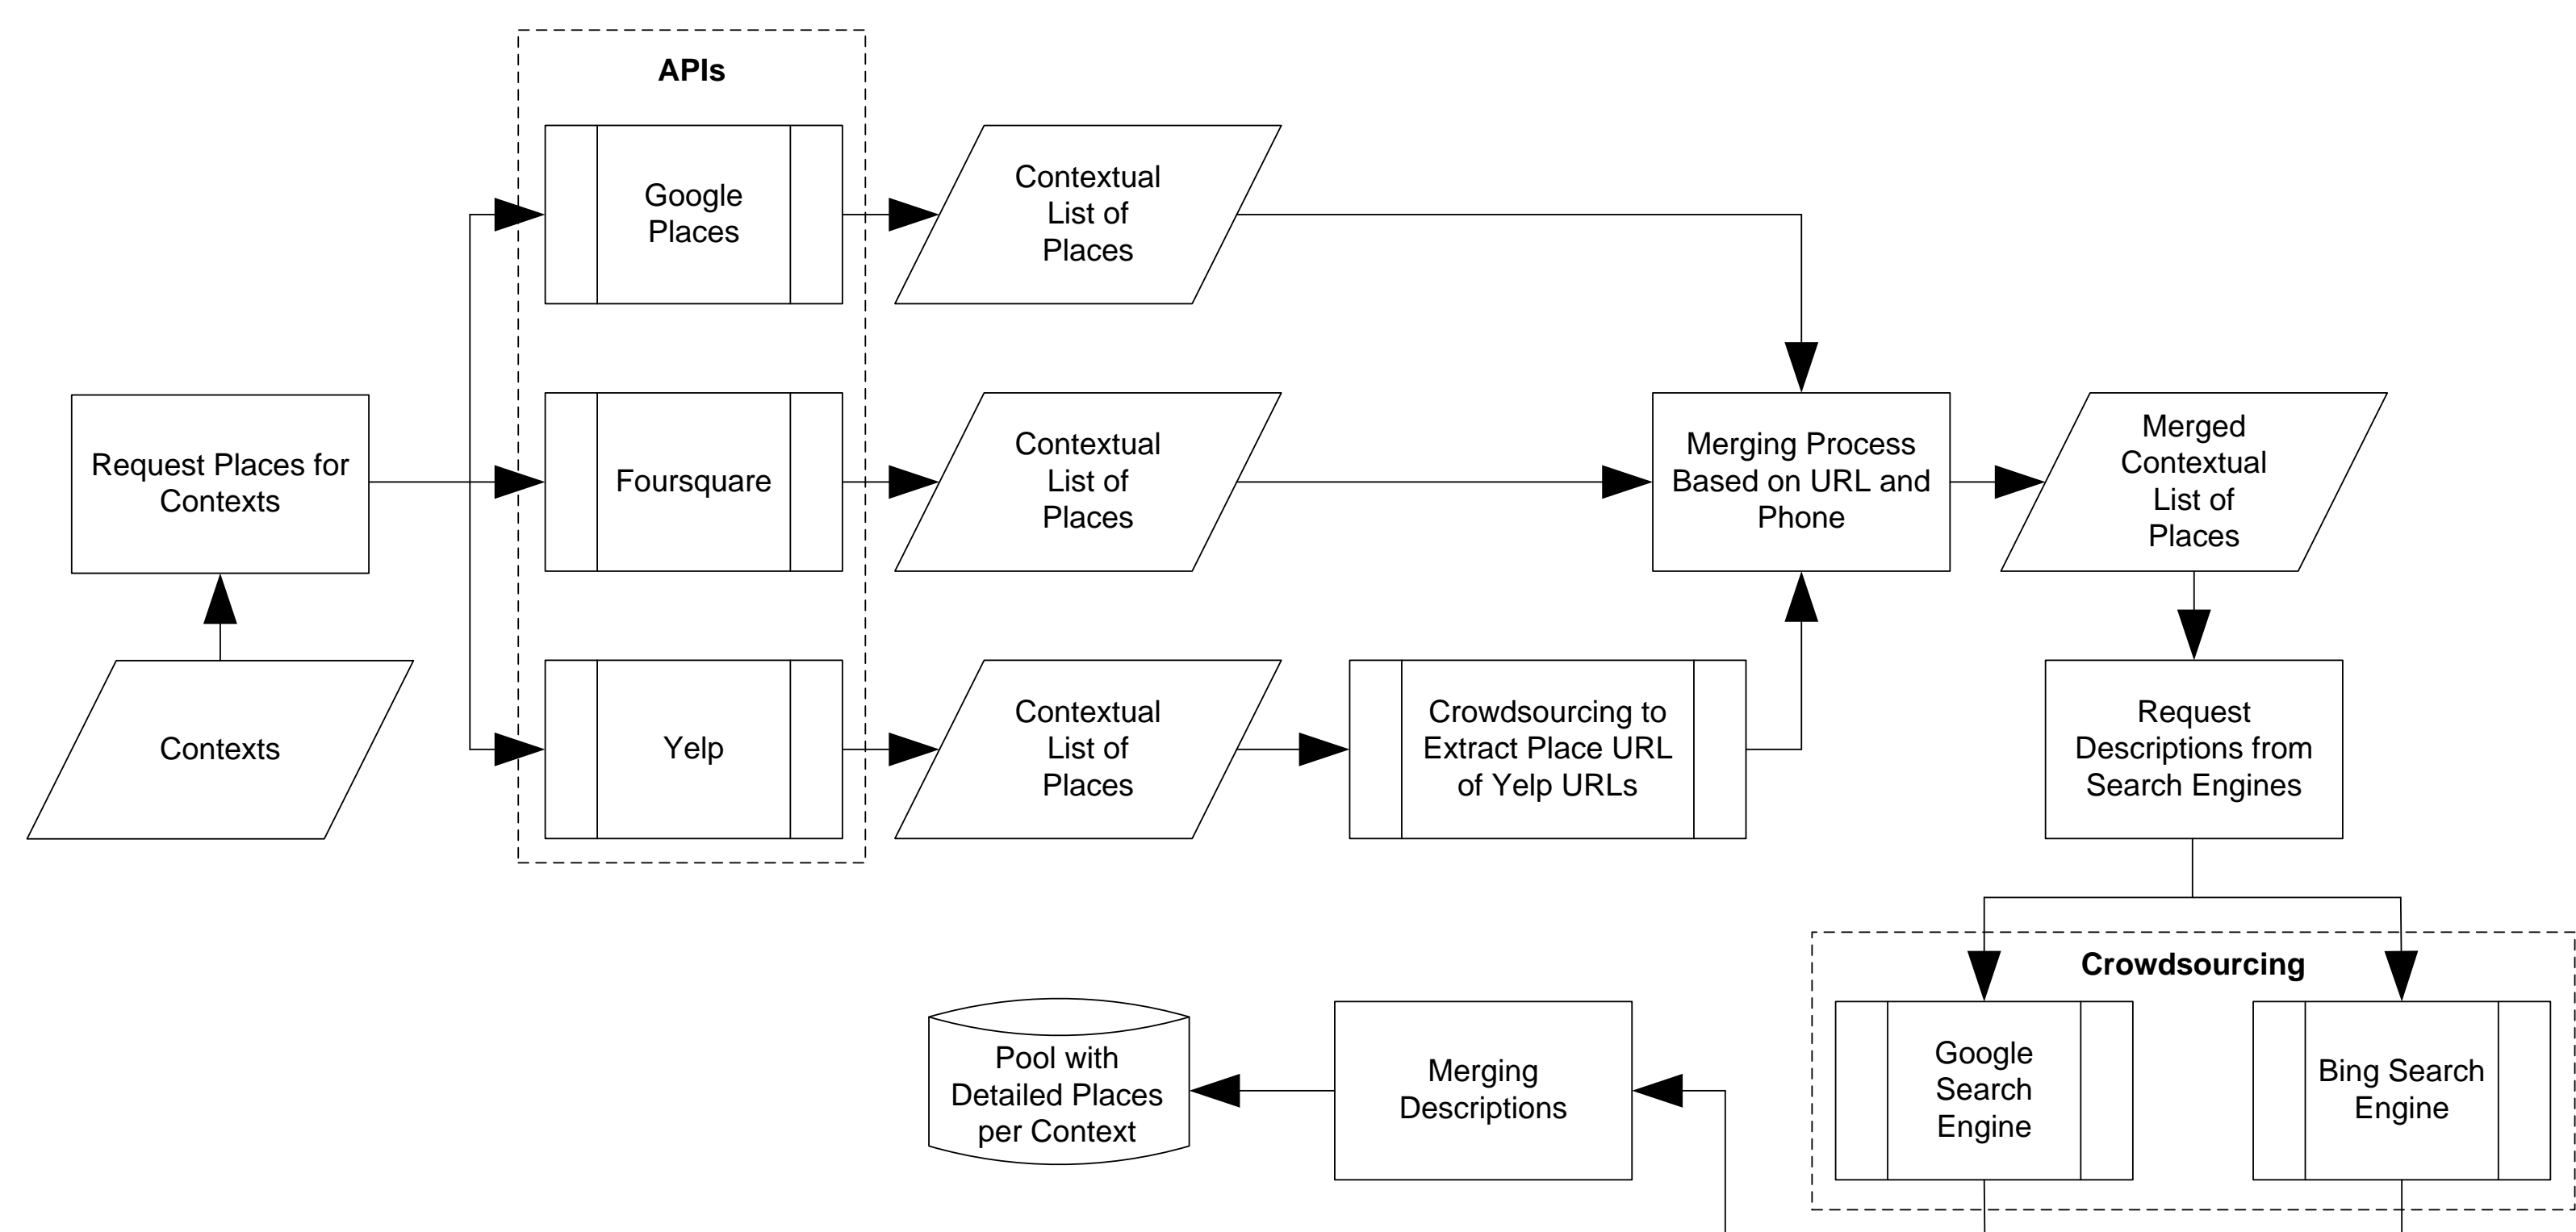 APIs
Google
Places
Contextual
List of
Places
Request Places for
Contexts
Foursquare
Contextual
List of
Places
Merging Process
Based on URL and
Phone
Merged
Contextual
List of
Places
Contexts
Yelp
Contextual
List of
Places
Crowdsourcing to
Extract Place URL
of Yelp URLs
Request
Descriptions from
Search Engines
Crowdsourcing
Pool with
Detailed Places
per Context
Merging
Descriptions
Google
Search
Engine
Bing Search
Engine